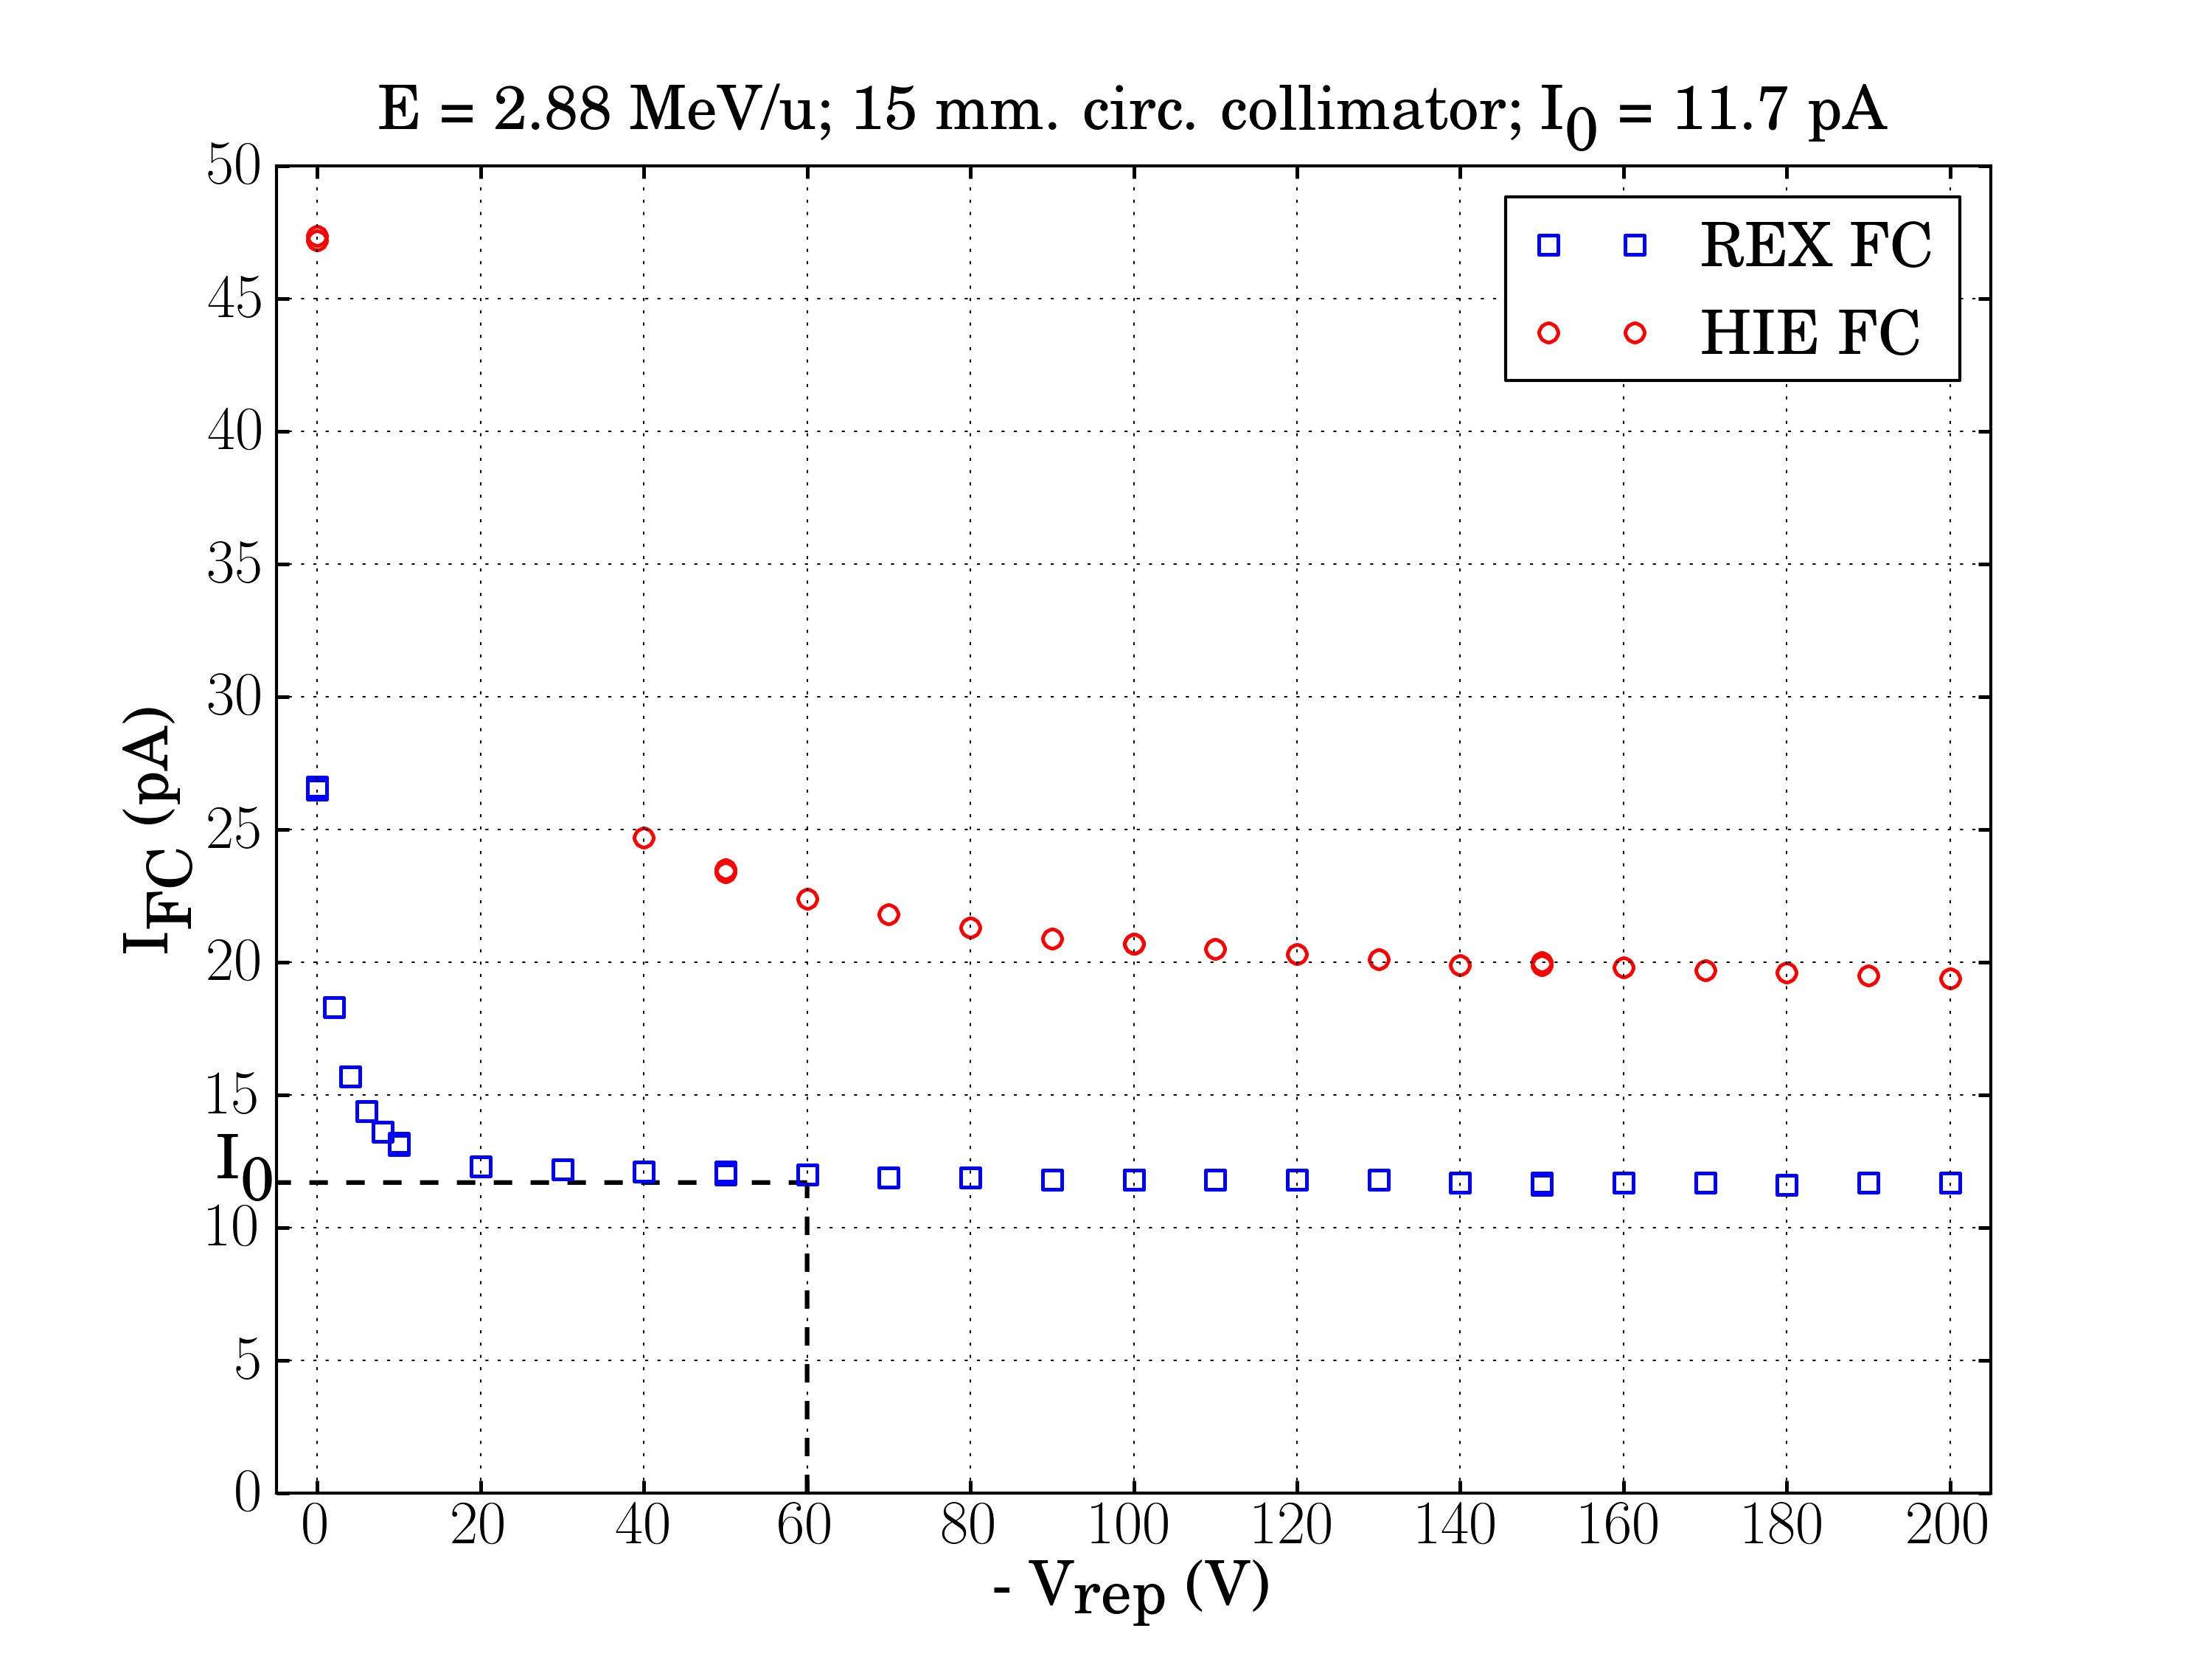 E = 2.88 MeV/u; 15 mm. circ. collimator; I0 = 11.7 pA
50
45
40
35
30
25
20
15
I0
10
5
0
IFC (pA)
REX FC
HIE FC
0 20 40 60 80 100 120 140 160 180 200
- Vrep (V)